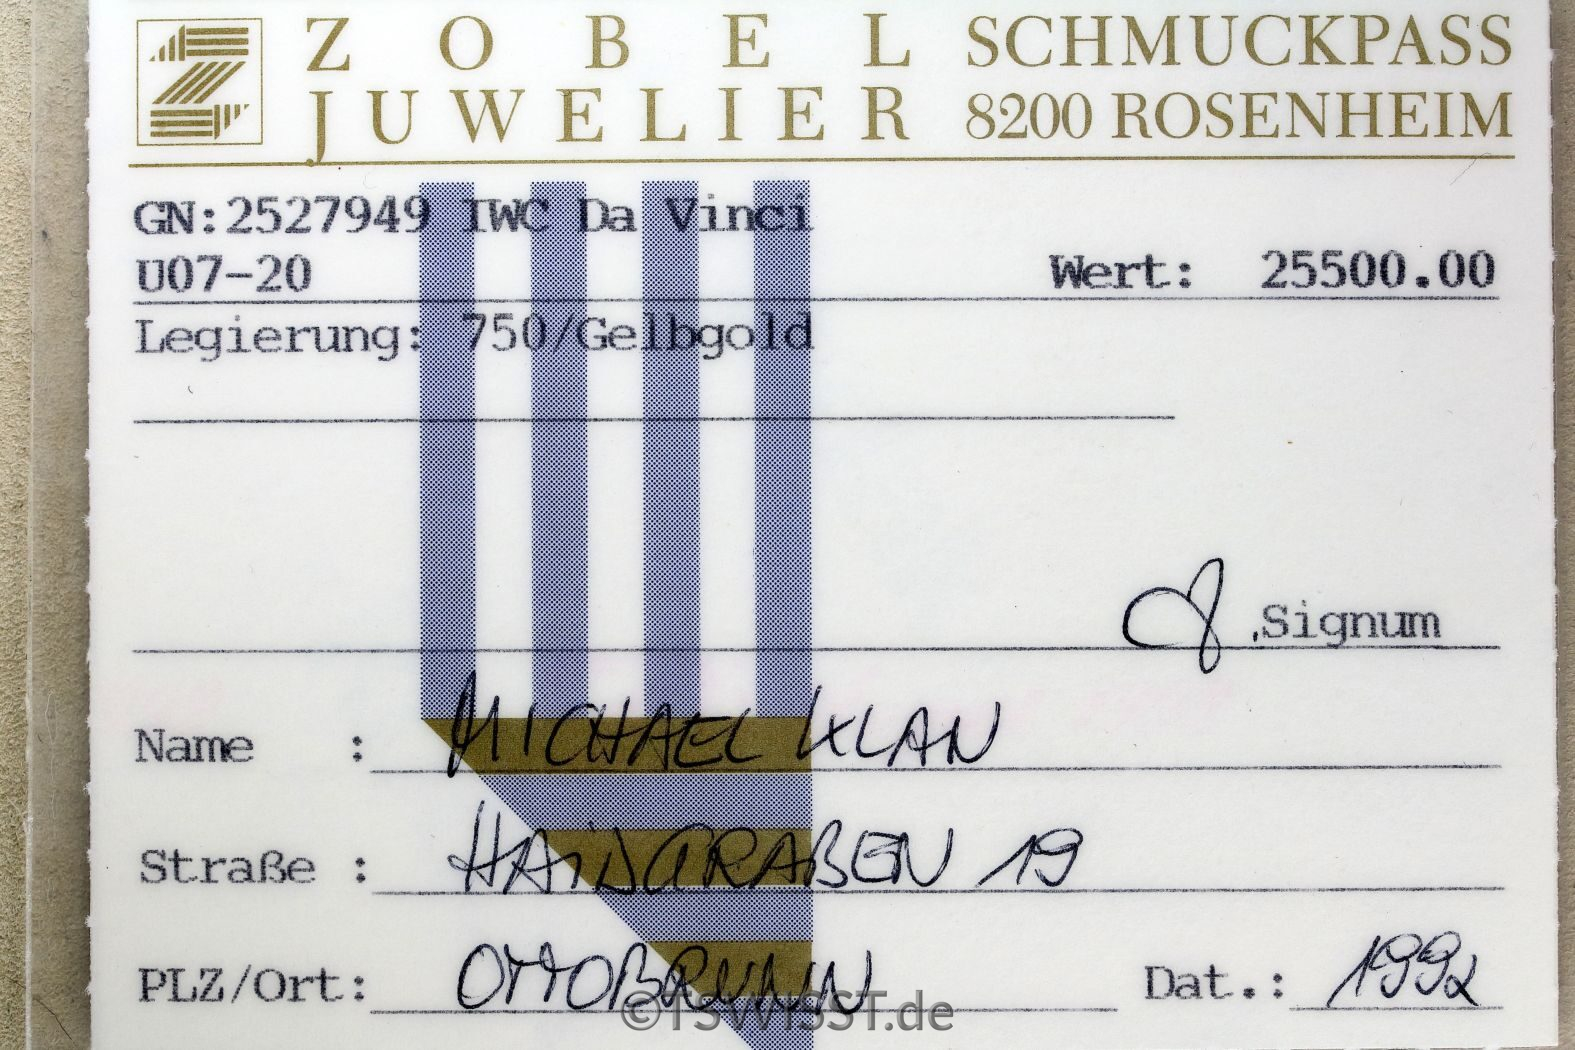 ZOBEL SCHMUCKPASS
JUWELIER 8200 ROSENHEIM
GN:2527949 IWC Da Vinci
U07-20 Wert: 25500.00
Legierung: 750/Gelbgold
Signum
Name : MICHAEL KLAN
Straße : HAIDGRABEN 19
PLZ/Ort: OTTOBRUNN Dat.: 1992
©TSWISST.de